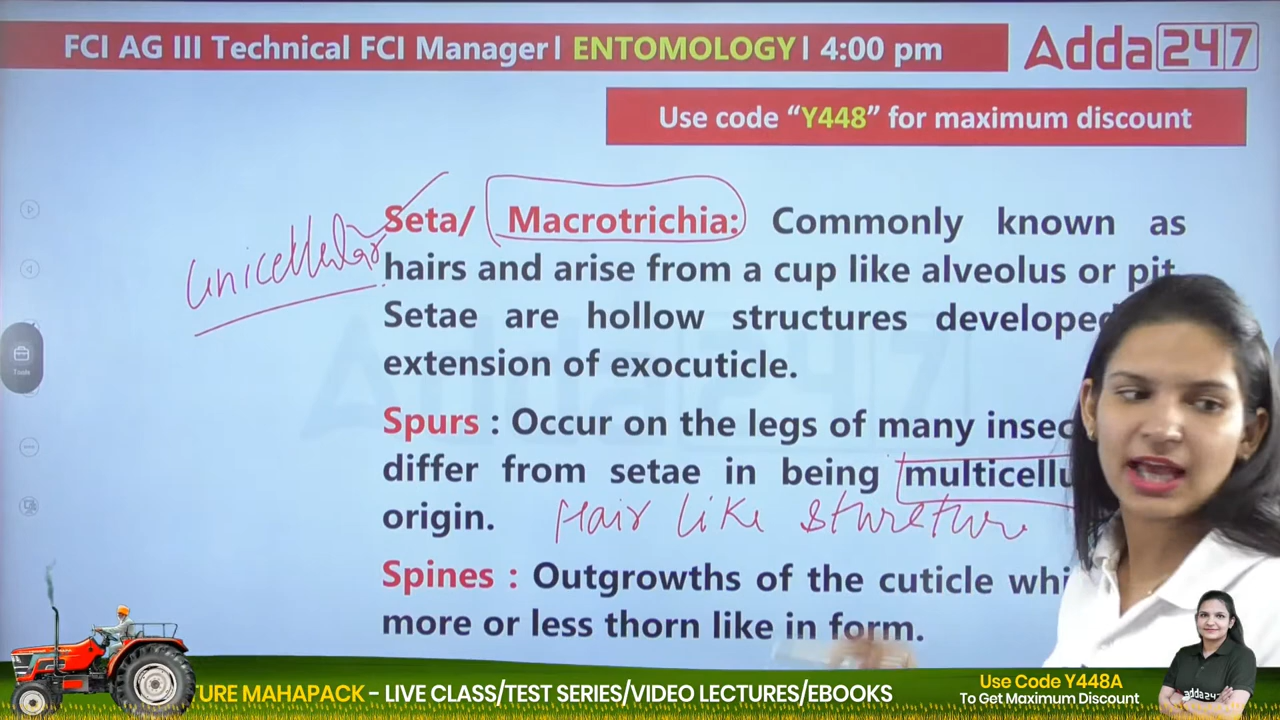 FCI AG III Technical FCI Manager| ENTOMOLOGY| 4:00 pm
Adda247
Use code “Y448” for maximum discount
Seta/ Macrotrichia: Commonly known as
unicellular
hairs and arise from a cup like alveolus or pit.
Setae are hollow structures developed
extension of exocuticle.
Spurs : Occur on the legs of many insec
differ from setae in being multicellu
origin.
Hair like
Spines : Outgrowths of the cuticle whi
more or less thorn like in form.
Tools
TURE MAHAPACK - LIVE CLASS/TEST SERIES/VIDEO LECTURES/EBOOKS
Use Code Y448A
To Get Maximum Discount
adda247